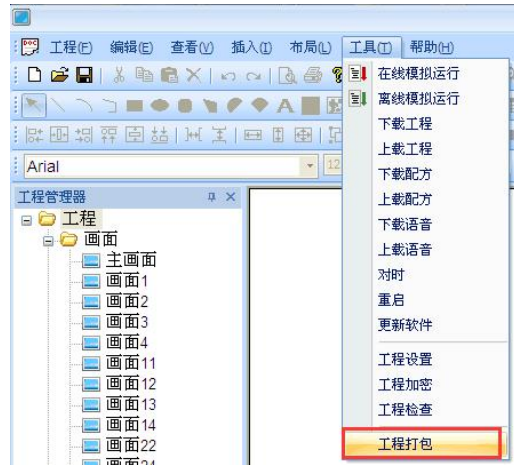 工程(F) 编辑(E) 查看(V) 插入(I) 布局(L) 工具(T) 帮助(H)
在线模拟运行
离线模拟运行
下载工程
上载工程
Arial 12
下载配方
上载配方
工程管理器
下载语音
工程
上载语音
画面
对时
主画面
重启
画面1
更新软件
画面2
画面3
工程设置
画面4
工程加密
画面11
画面12
工程检查
画面13
画面14
工程打包
画面22
画面24